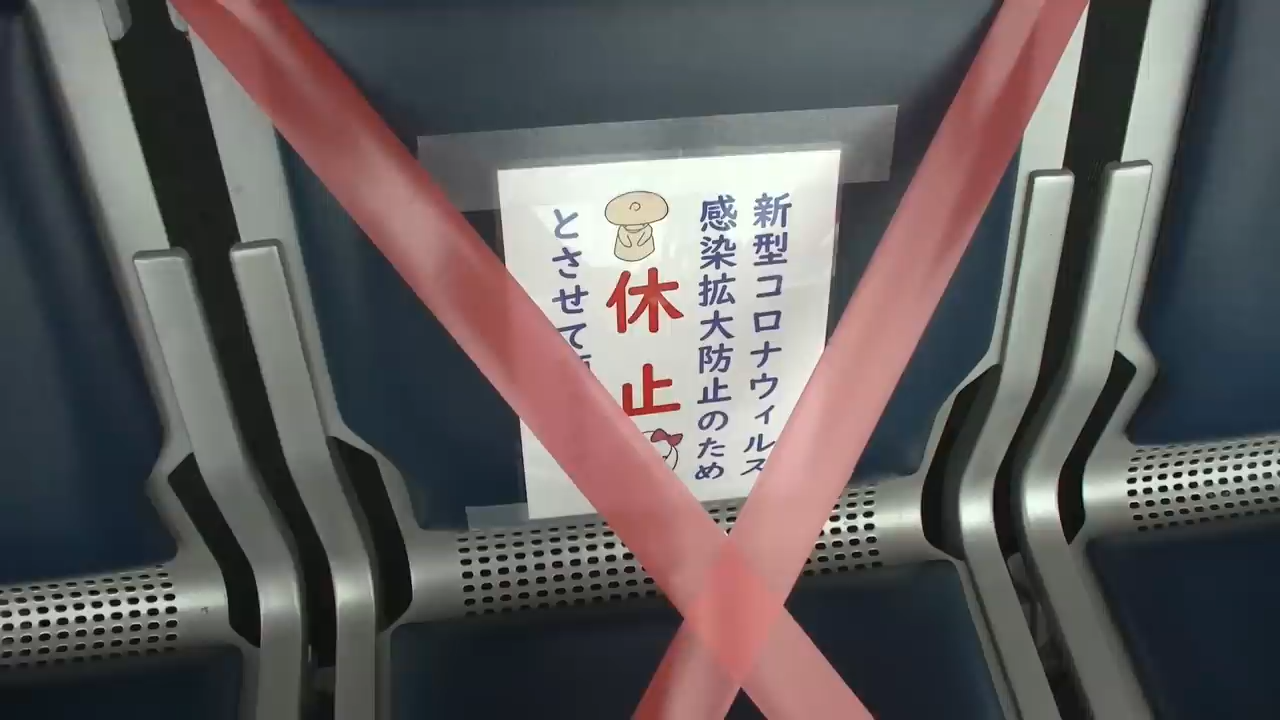 新型コロナウィルス
感染拡大防止のため
休止
とさせて